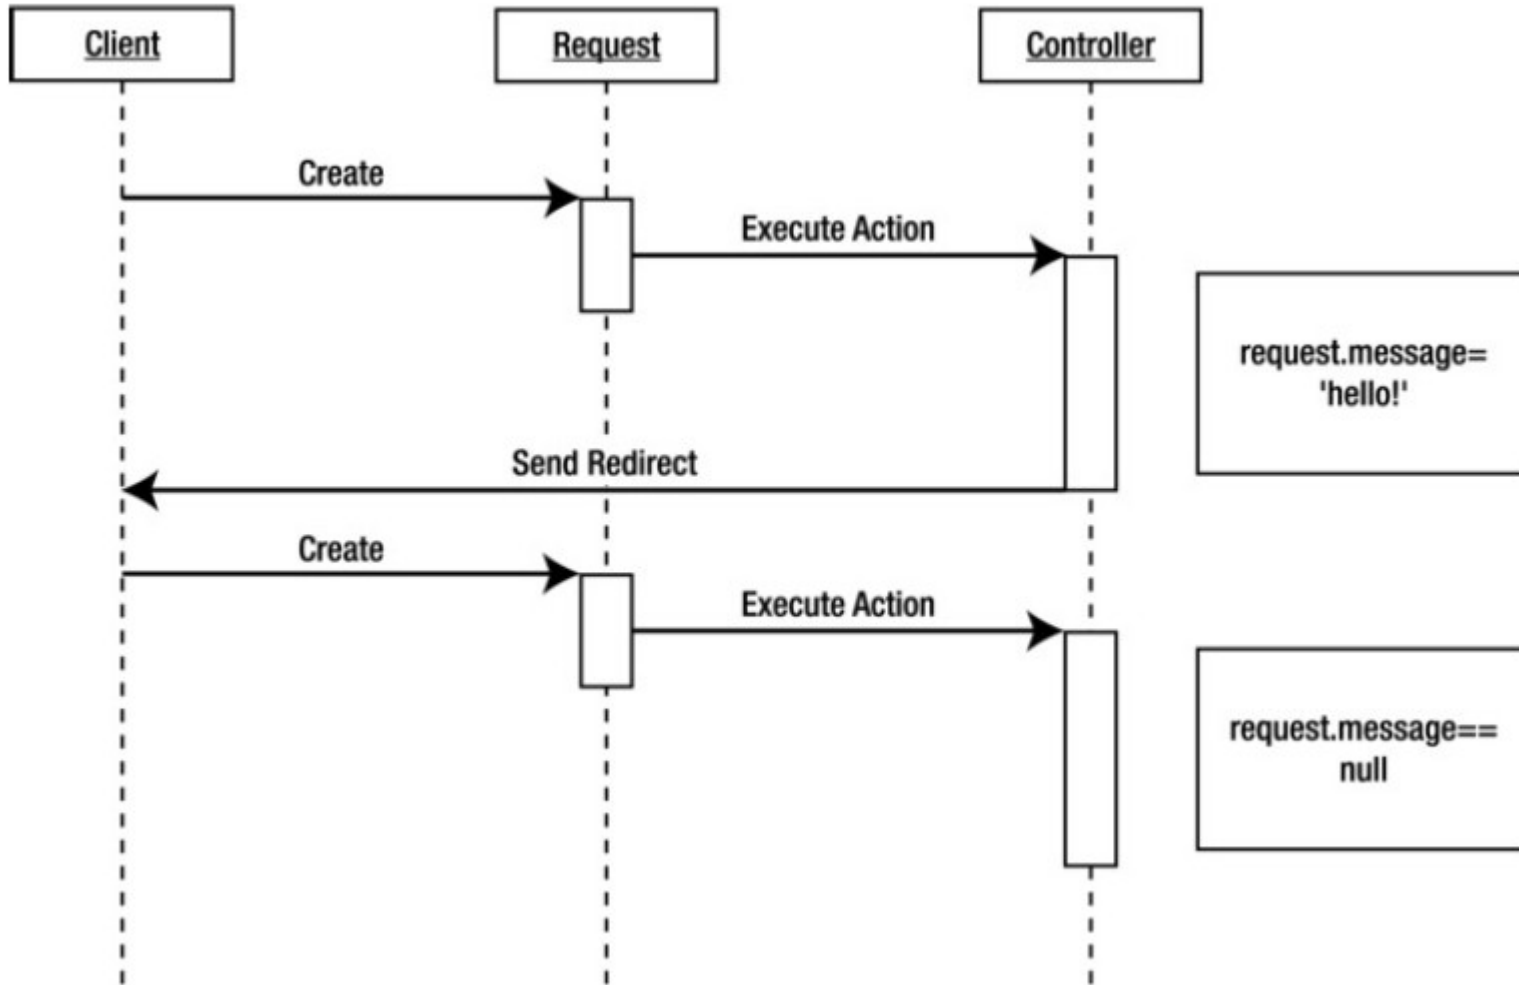 Client
Request
Controller
Create
Execute Action
request.message=
'hello!'
Send Redirect
Create
Execute Action
request.message==
null